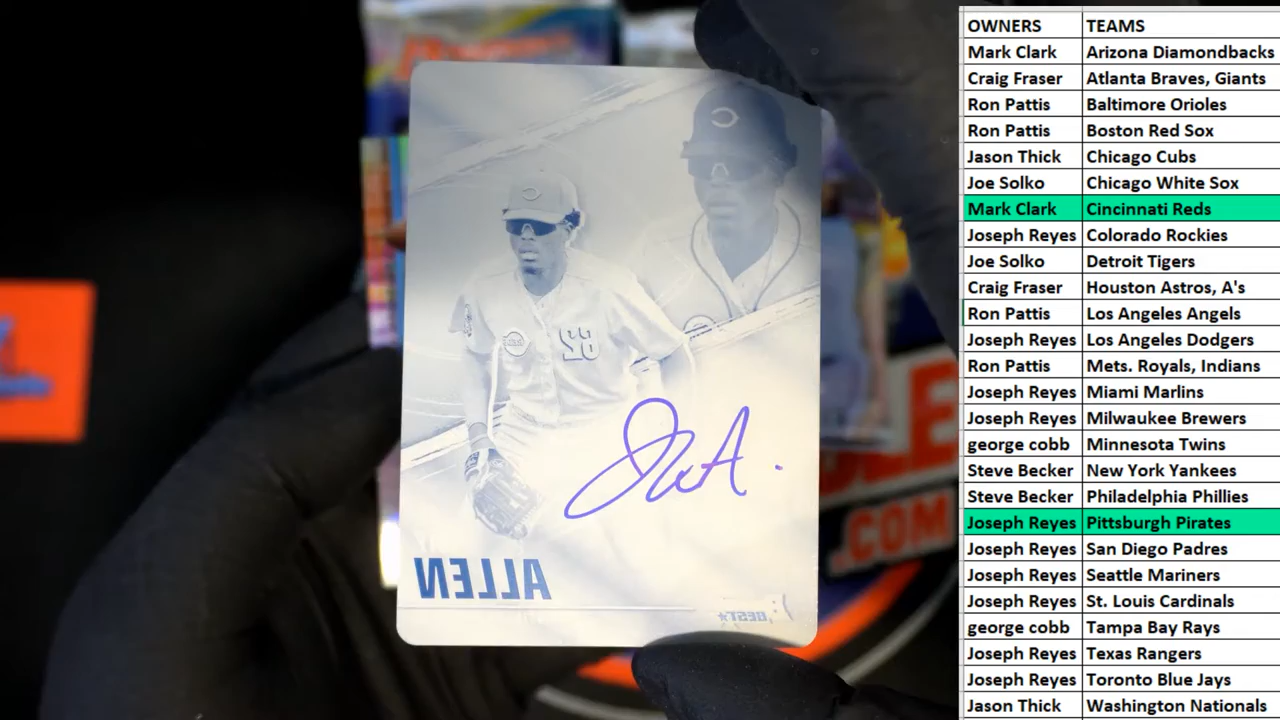 OWNERS TEAMS
Mark Clark Arizona Diamondbacks
Craig Fraser Atlanta Braves, Giants
Ron Pattis Baltimore Orioles
Ron Pattis Boston Red Sox
Jason Thick Chicago Cubs
Joe Solko Chicago White Sox
Mark Clark Cincinnati Reds
Joseph Reyes Colorado Rockies
Joe Solko Detroit Tigers
Craig Fraser Houston Astros, A's
Ron Pattis Los Angeles Angels
Joseph Reyes Los Angeles Dodgers
Ron Pattis Mets. Royals, Indians
Joseph Reyes Miami Marlins
Joseph Reyes Milwaukee Brewers
george cobb Minnesota Twins
Steve Becker New York Yankees
Steve Becker Philadelphia Phillies
Joseph Reyes Pittsburgh Pirates
Joseph Reyes San Diego Padres
Joseph Reyes Seattle Mariners
Joseph Reyes St. Louis Cardinals
george cobb Tampa Bay Rays
Joseph Reyes Texas Rangers
Joseph Reyes Toronto Blue Jays
Jason Thick Washington Nationals
28
ALLEN
BEST
.COM